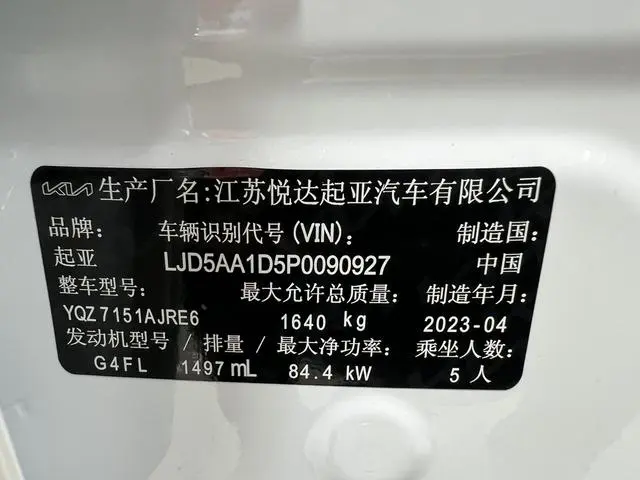 KIA 生产厂名:江苏悦达起亚汽车有限公司
品牌: 车辆识别代号(VIN): 制造国:
起亚 LJD5AA1D5P0090927 中国
整车型号: 最大允许总质量: 制造年月:
YQZ7151AJRE6 1640 kg 2023-04
发动机型号/排量/最大净功率: 乘坐人数:
G4FL 1497 mL 84.4 kW 5人